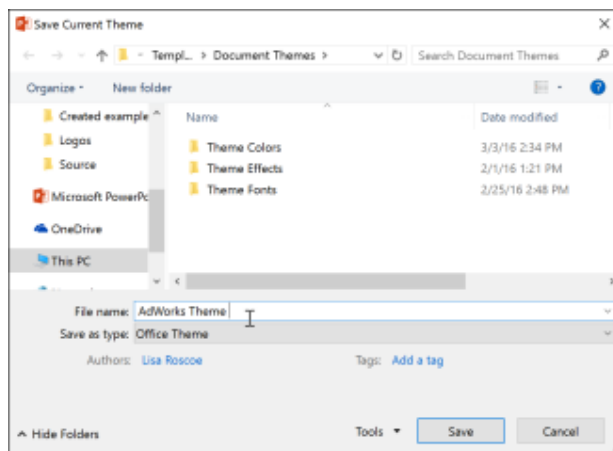 Save Current Theme
Templ... > Document Themes >
Search Document Themes
Organize
New folder
Created example
Logos
Source
Microsoft PowerPc
OneDrive
This PC
Name
Date modified
Theme Colors 3/3/16 2:34 PM
Theme Effects 2/1/16 1:21 PM
Theme Fonts 2/25/16 2:48 PM
File name: AdWorks Theme
Save as type: Office Theme
Authors: Lisa Roscoe
Tags: Add a tag
Hide Folders
Tools
Save
Cancel